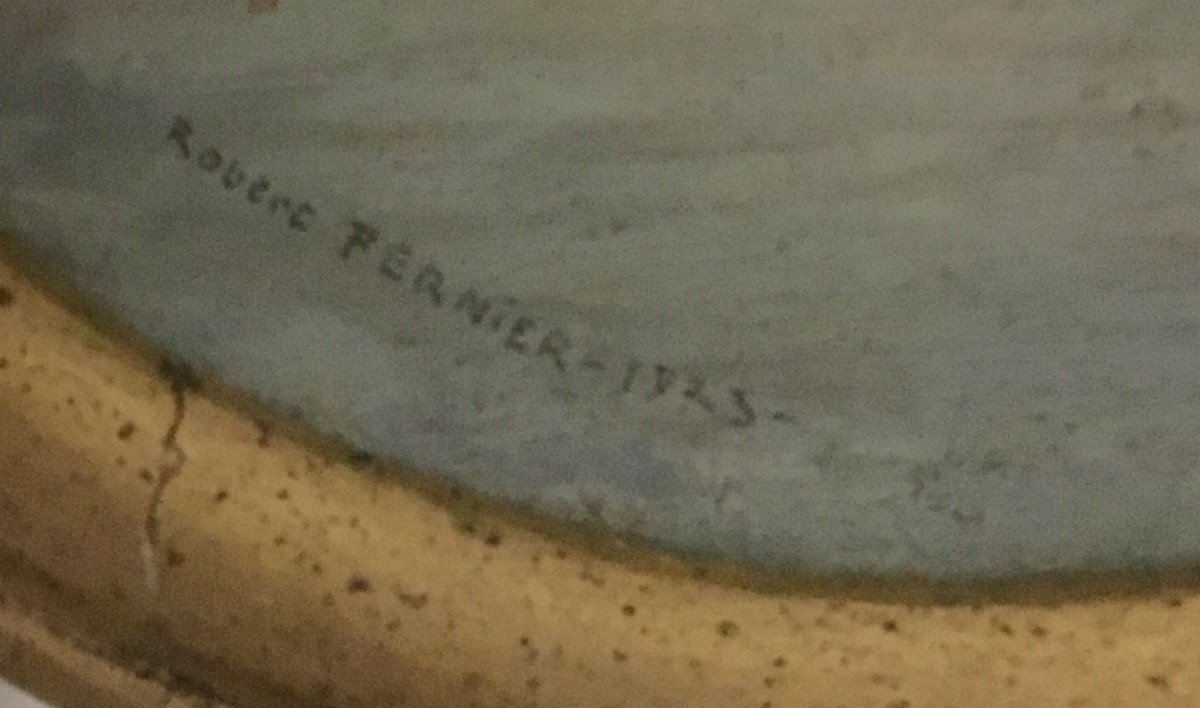 Robert FERNiER - 1923 -